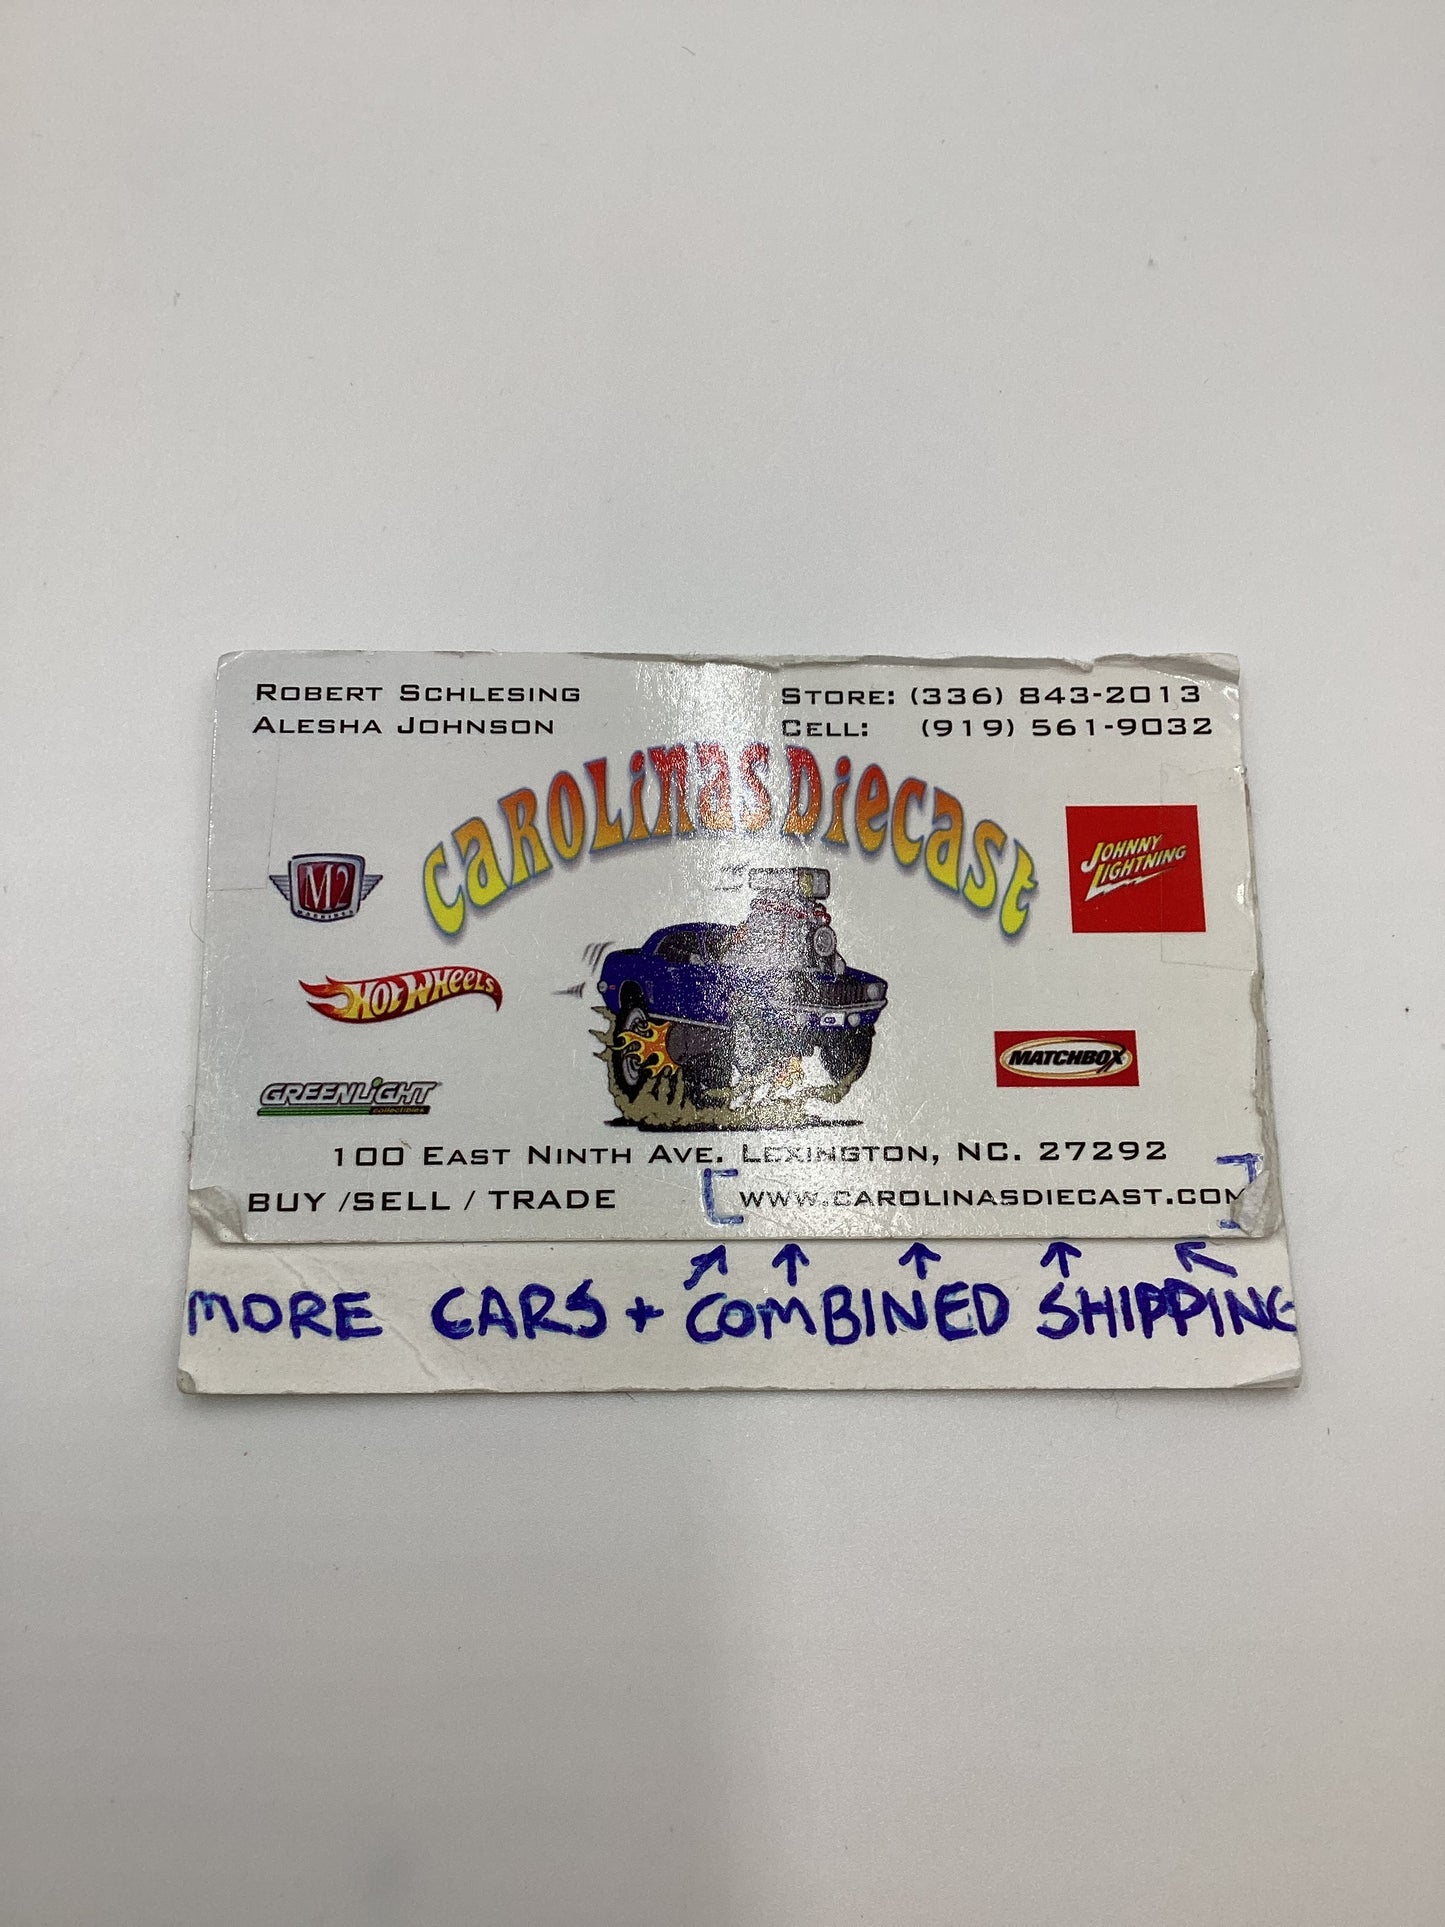 ROBERT SCHLESING
ALESHA JOHNSON
STORE: (336) 843-2013
CELL: (919) 561-9032
CAROLINAS DIECAST
M2
MACHINES
JOHNNY
LIGHTNING
HOT WHEELS
MATCHBOX
GREENLIGHT
collectibles
100 EAST NINTH AVE. LEXINGTON, NC. 27292
BUY /SELL / TRADE
[WWW.CAROLINASDIECAST.COM]
MORE CARS + COMBINED SHIPPING